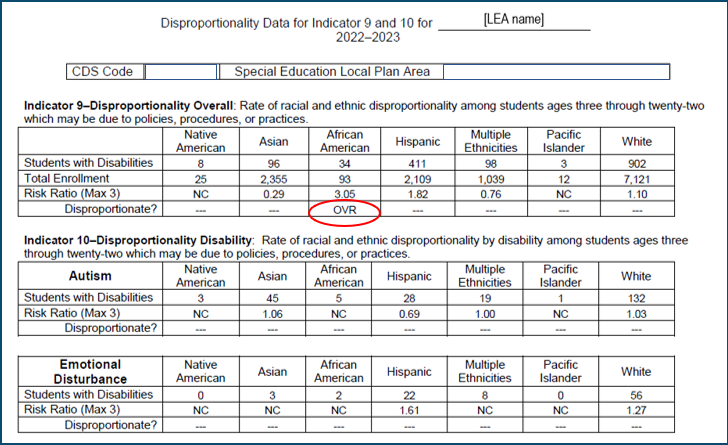 Disproportionality Data for Indicator 9 and 10 for [LEA name]
2022–2023
CDS Code Special Education Local Plan Area
Indicator 9–Disproportionality Overall: Rate of racial and ethnic disproportionality among students ages three through twenty-two
which may be due to policies, procedures, or practices.
Native American Asian African American Hispanic Multiple Ethnicities Pacific Islander White
Students with Disabilities 8 96 34 411 98 3 902
Total Enrollment 25 2,355 93 2,109 1,039 12 7,121
Risk Ratio (Max 3) NC 0.29 3.05 1.82 0.76 NC 1.10
Disproportionate? --- --- OVR --- --- --- ---
Indicator 10–Disproportionality Disability: Rate of racial and ethnic disproportionality by disability among students ages three
through twenty-two which may be due to policies, procedures, or practices.
Autism Native American Asian African American Hispanic Multiple Ethnicities Pacific Islander White
Students with Disabilities 3 45 5 28 19 1 132
Risk Ratio (Max 3) NC 1.06 NC 0.69 1.00 NC 1.03
Disproportionate? --- --- --- --- --- --- ---
Emotional Disturbance Native American Asian African American Hispanic Multiple Ethnicities Pacific Islander White
Students with Disabilities 0 3 2 22 8 0 56
Risk Ratio (Max 3) NC NC NC 1.61 NC NC 1.27
Disproportionate? --- --- --- --- --- --- ---